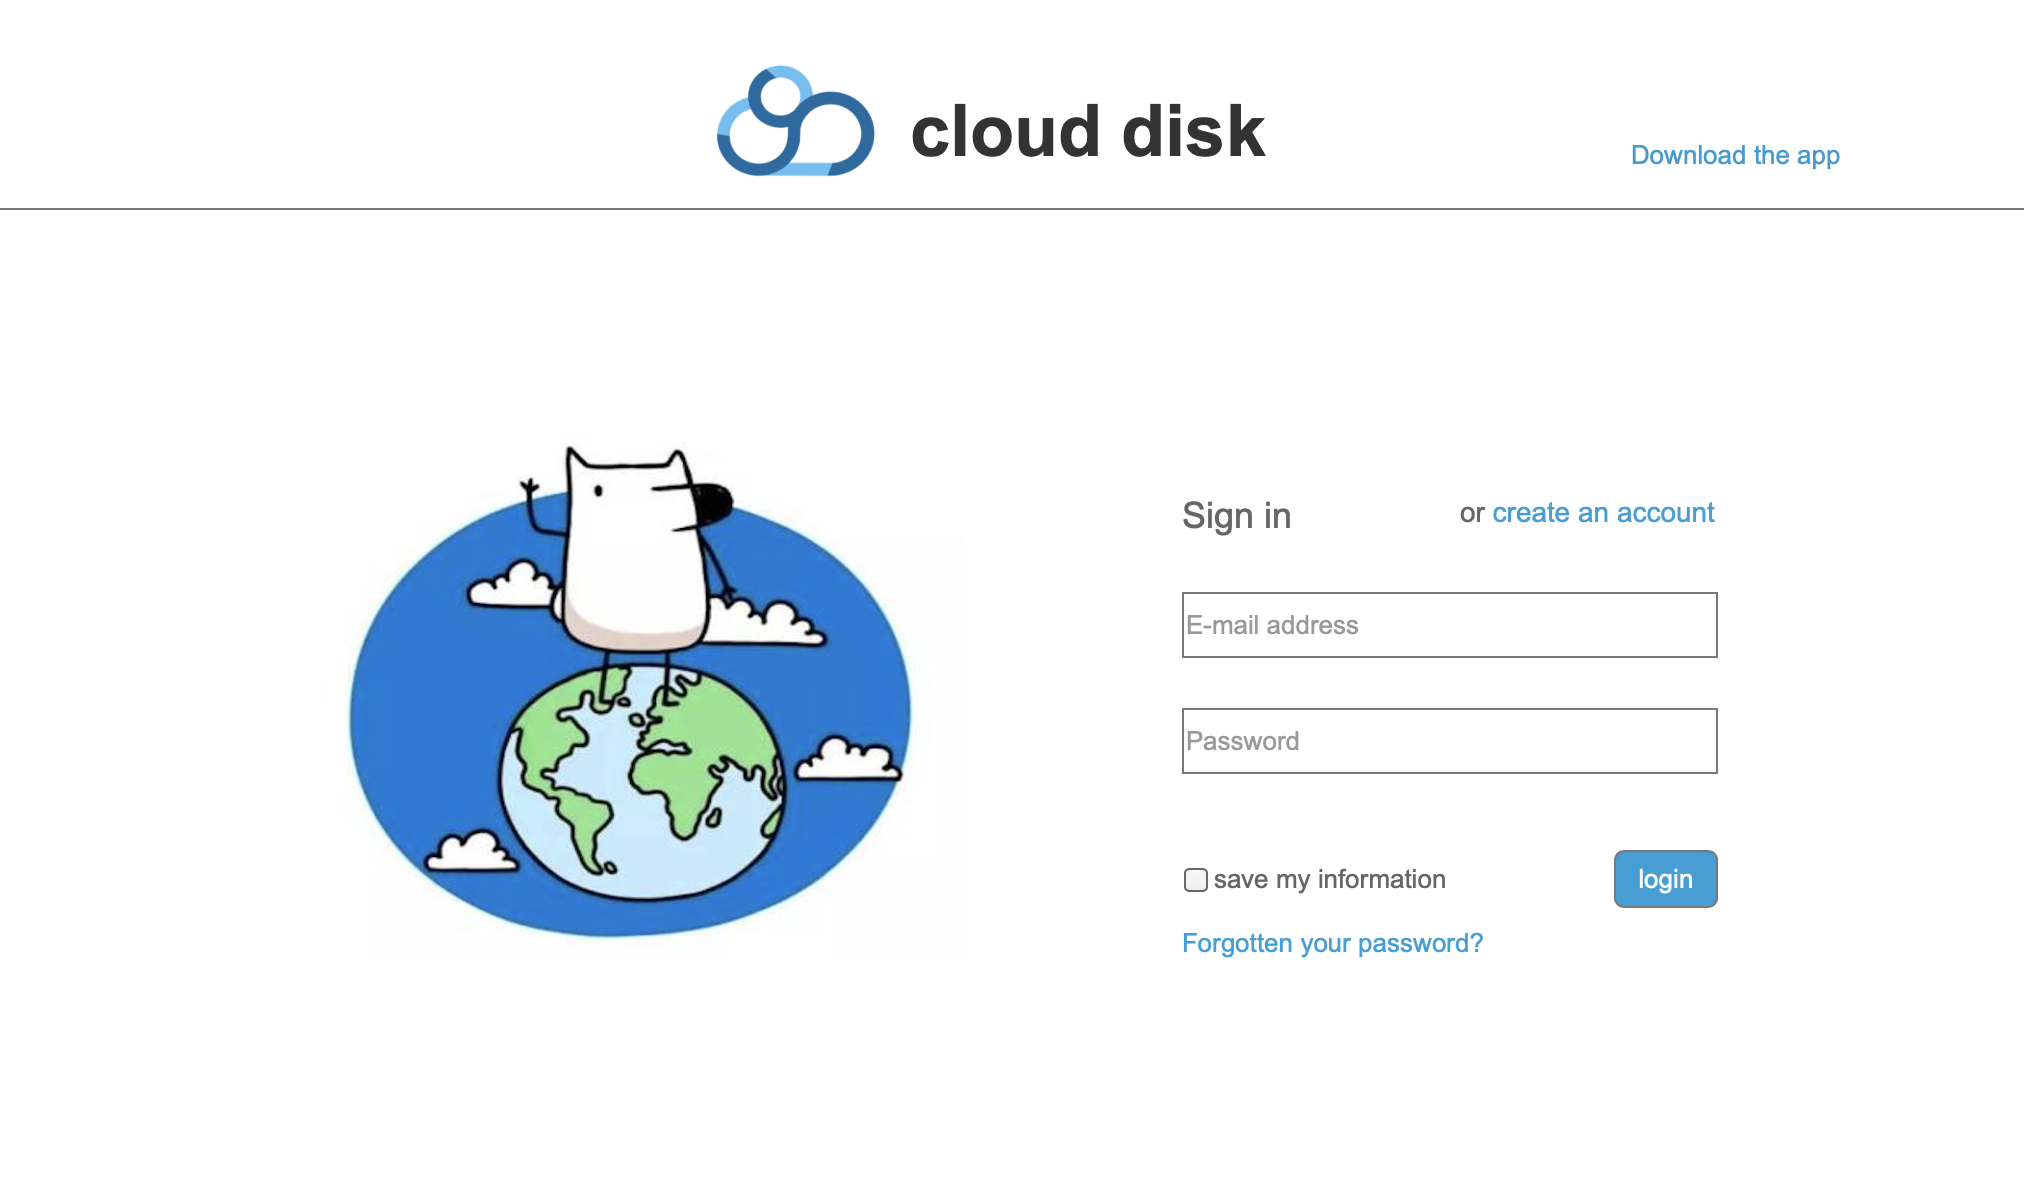 cloud disk
Download the app
Sign in
or create an account
E-mail address
Password
save my information
login
Forgotten your password?